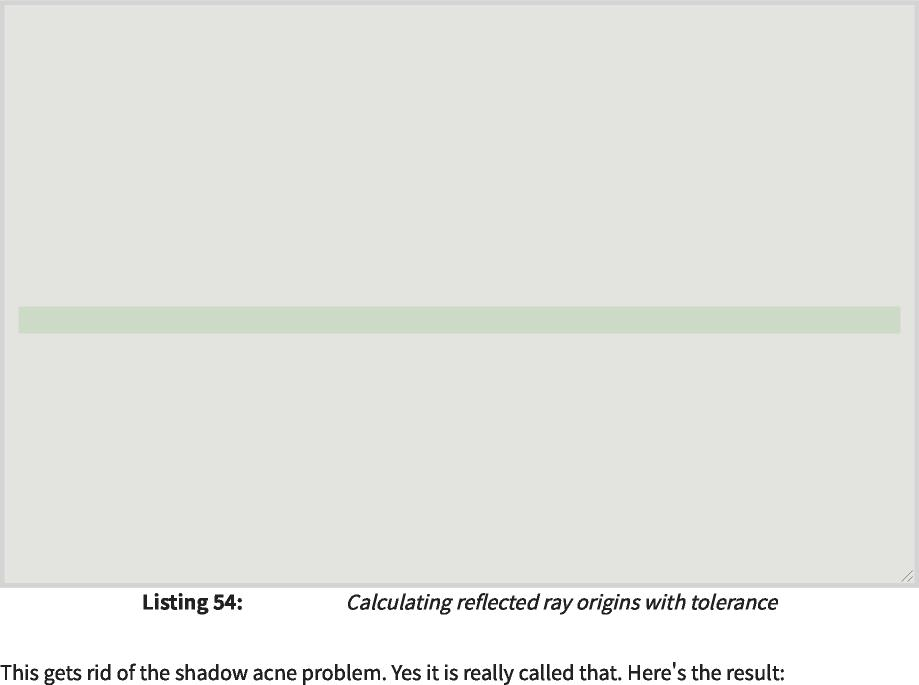 Listing 54: Calculating reflected ray origins with tolerance
This gets rid of the shadow acne problem. Yes it is really called that. Here's the result: